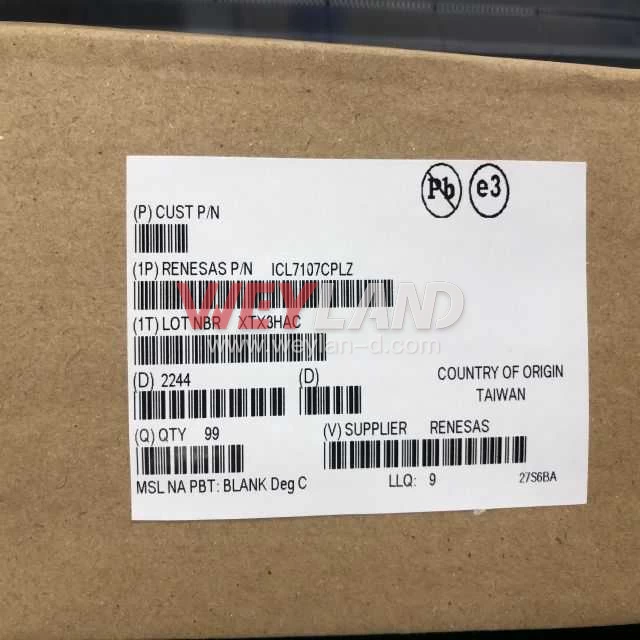 Pb e3
(P) CUST P/N
(1P) RENESAS P/N ICL7107CPLZ
WEYLAND
(1T) LOT NBR XTX3HAC
www.weylan-d.com
(D) 2244 (D)
COUNTRY OF ORIGIN
TAIWAN
(Q) QTY 99 (V) SUPPLIER RENESAS
MSL NA PBT: BLANK Deg C LLQ: 9 27S6BA